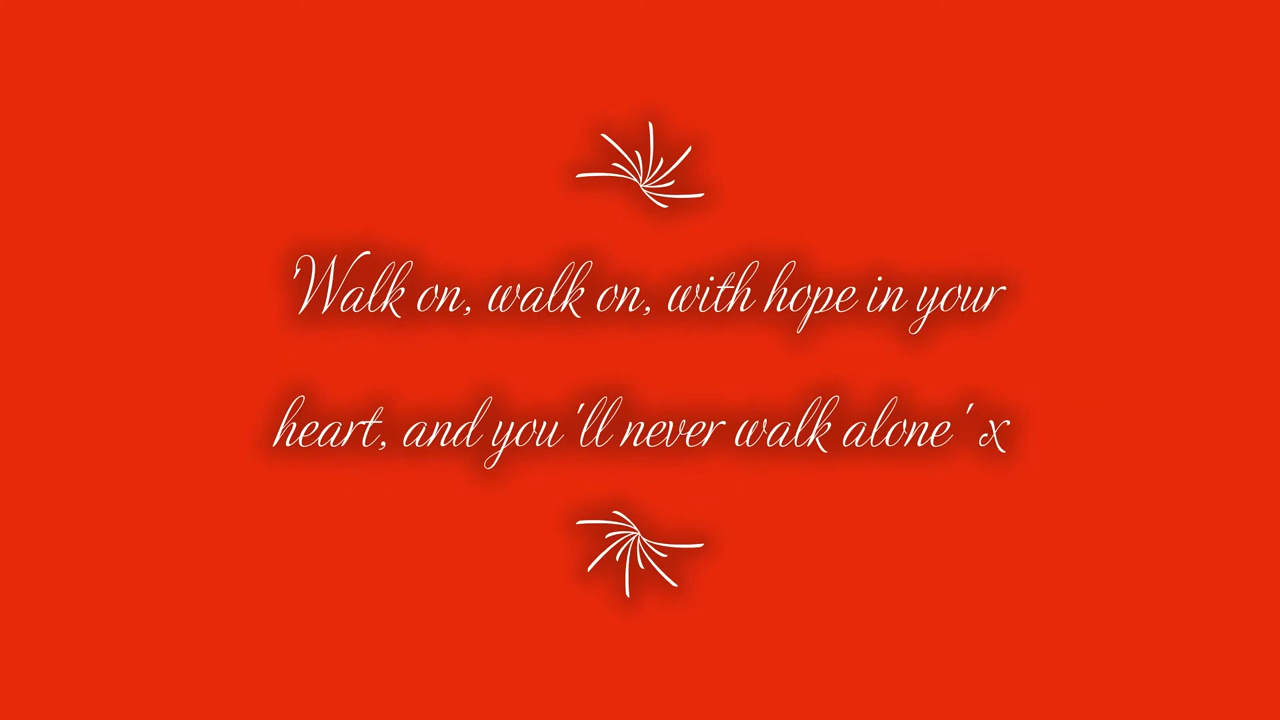 'Walk on, walk on, with hope in your
heart, and you'll never walk alone' x